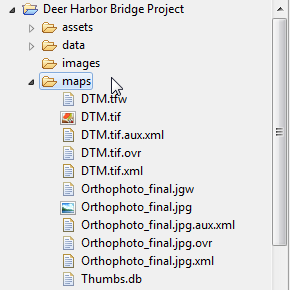 Deer Harbor Bridge Project
assets
data
images
maps
DTM.tfw
DTM.tif
DTM.tif.aux.xml
DTM.tif.ovr
DTM.tif.xml
Orthophoto_final.jgw
Orthophoto_final.jpg
Orthophoto_final.jpg.aux.xml
Orthophoto_final.jpg.ovr
Orthophoto_final.jpg.xml
Thumbs.db